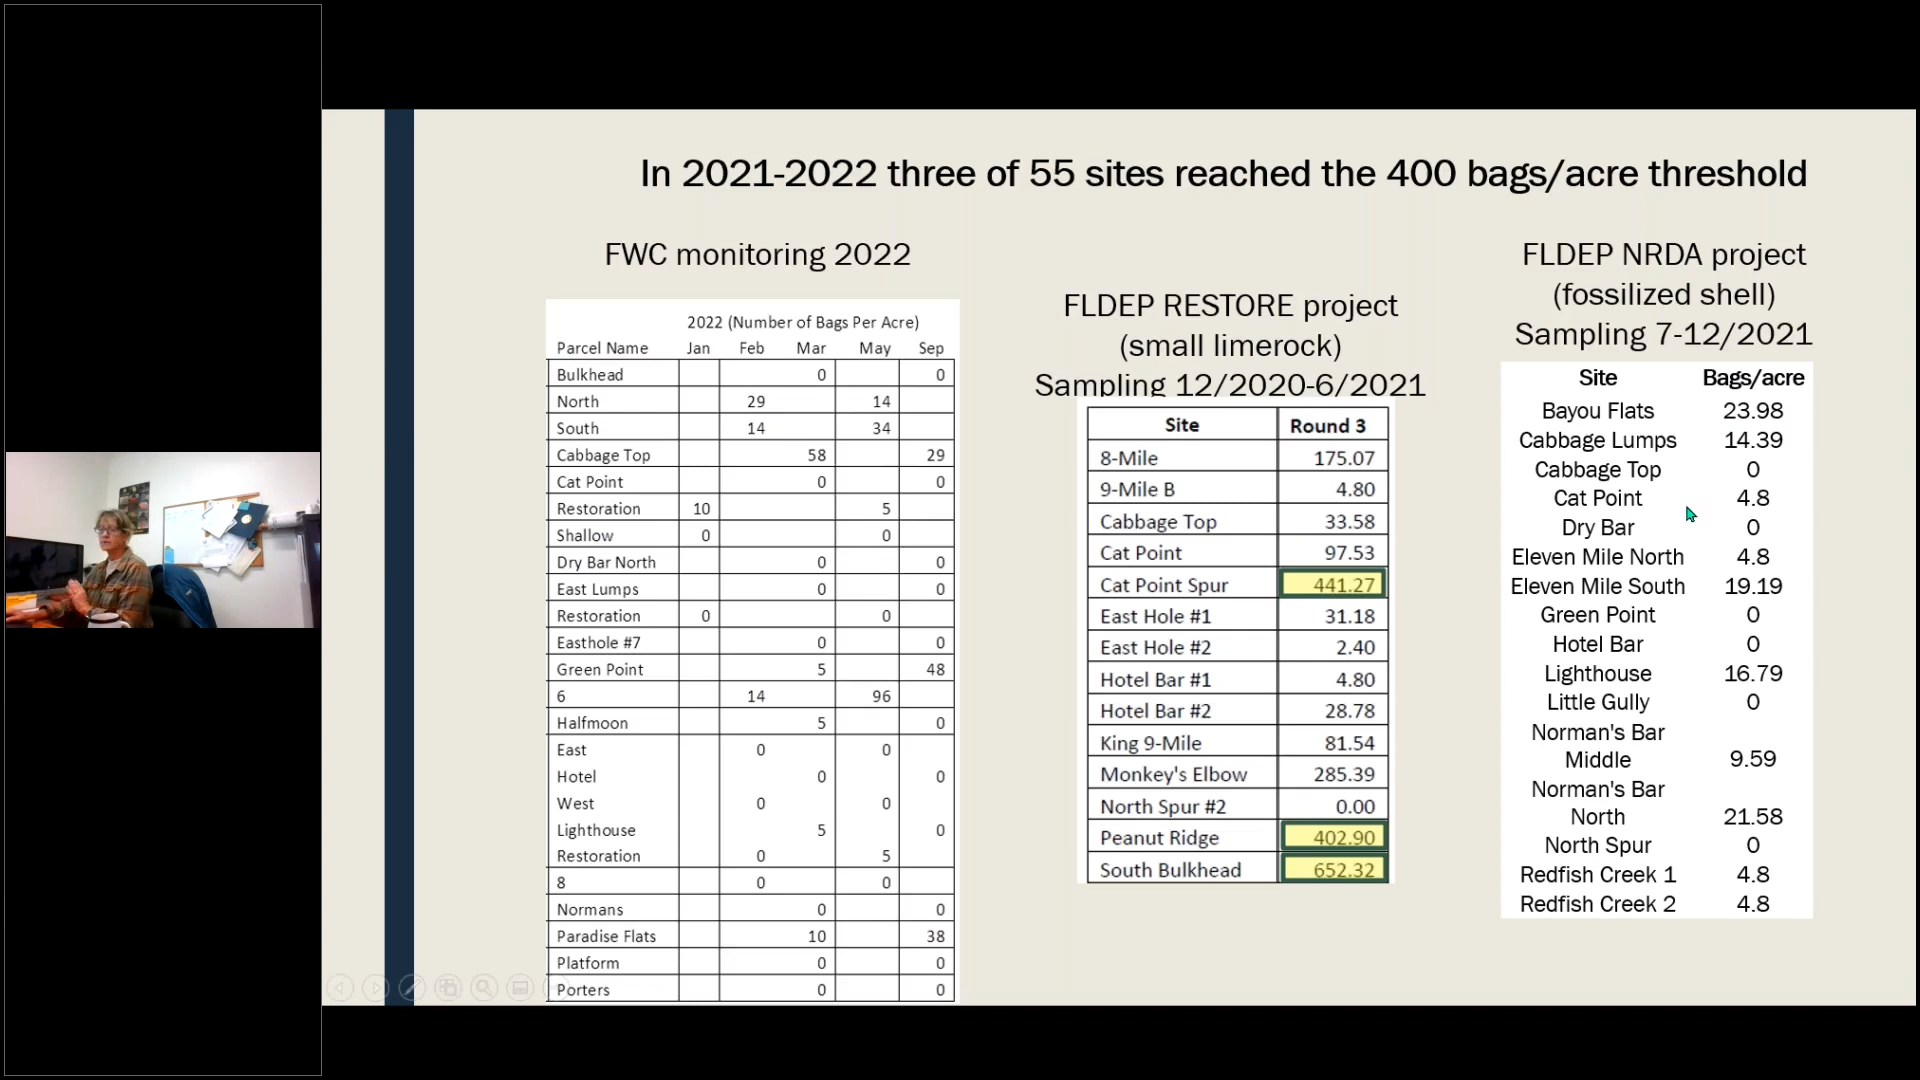 In 2021-2022 three of 55 sites reached the 400 bags/acre threshold
FWC monitoring 2022
2022 (Number of Bags Per Acre)
Parcel Name Jan Feb Mar May Sep
Bulkhead 0 0
North 29 14
South 14 34
Cabbage Top 58 29
Cat Point 0 0
Restoration 10 5
Shallow 0 0
Dry Bar North 0 0
East Lumps 0 0
Restoration 0 0
Easthole #7 0 0
Green Point 5 48
6 14 96
Halfmoon 5 0
East 0 0
Hotel 0 0
West 0 0
Lighthouse 5 0
Restoration 0 5
8 0 0
Normans 0 0
Paradise Flats 10 38
Platform 0 0
Porters 0 0
FLDEP RESTORE project
(small limerock)
Sampling 12/2020-6/2021
Site Round 3
8-Mile 175.07
9-Mile B 4.80
Cabbage Top 33.58
Cat Point 97.53
Cat Point Spur 441.27
East Hole #1 31.18
East Hole #2 2.40
Hotel Bar #1 4.80
Hotel Bar #2 28.78
King 9-Mile 81.54
Monkey's Elbow 285.39
North Spur #2 0.00
Peanut Ridge 402.90
South Bulkhead 652.32
FLDEP NRDA project
(fossilized shell)
Sampling 7-12/2021
Site Bags/acre
Bayou Flats 23.98
Cabbage Lumps 14.39
Cabbage Top 0
Cat Point 4.8
Dry Bar 0
Eleven Mile North 4.8
Eleven Mile South 19.19
Green Point 0
Hotel Bar 0
Lighthouse 16.79
Little Gully 0
Norman's Bar
Middle 9.59
Norman's Bar
North 21.58
North Spur 0
Redfish Creek 1 4.8
Redfish Creek 2 4.8